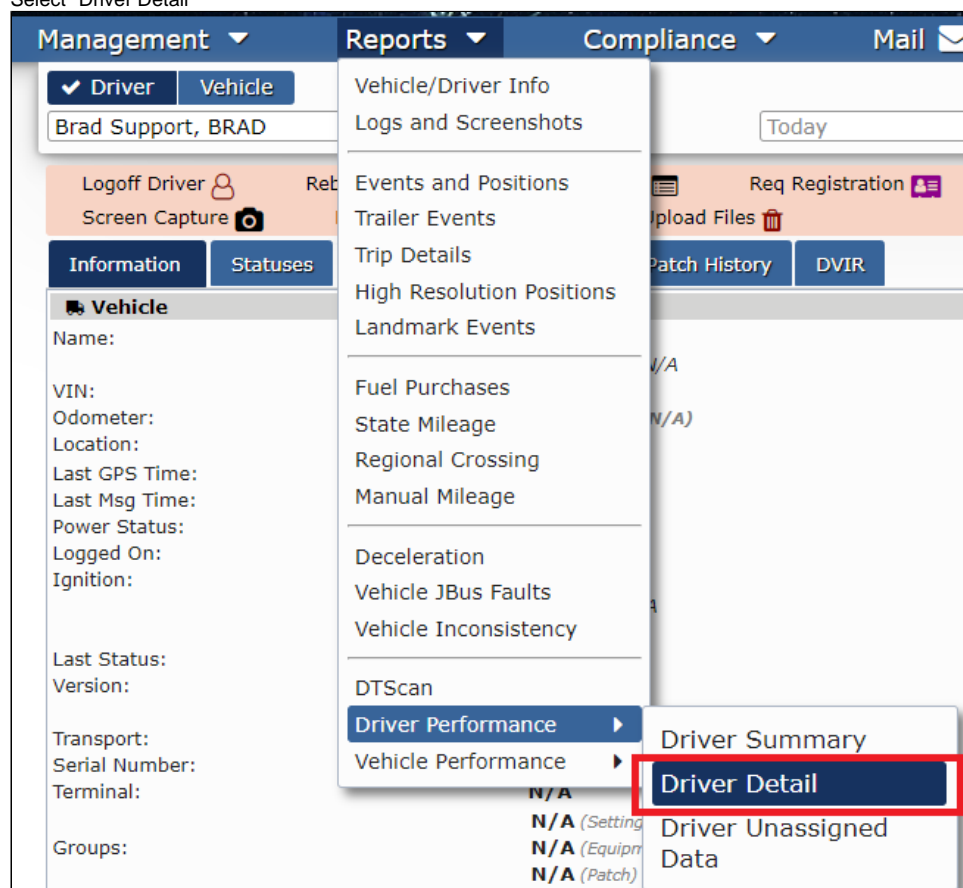 Select "Driver Detail"
Management Reports Compliance Mail
Driver Vehicle
Brad Support, BRAD
Today
Vehicle/Driver Info
Logs and Screenshots
Events and Positions
Trailer Events
Trip Details
High Resolution Positions
Landmark Events
Fuel Purchases
State Mileage
Regional Crossing
Manual Mileage
Deceleration
Vehicle JBus Faults
Vehicle Inconsistency
DTScan
Driver Performance
Vehicle Performance
Driver Summary
Driver Detail
Driver Unassigned
Data
Logoff Driver Req Registration
Screen Capture Files
Information Statuses Patch History DVIR
Vehicle
Name:
N/A
VIN:
Odometer: N/A)
Location:
Last GPS Time:
Last Msg Time:
Power Status:
Logged On:
Ignition:
Last Status:
Version:
Transport:
Serial Number:
Terminal: N/A
N/A
Groups: N/A
N/A (Patch)